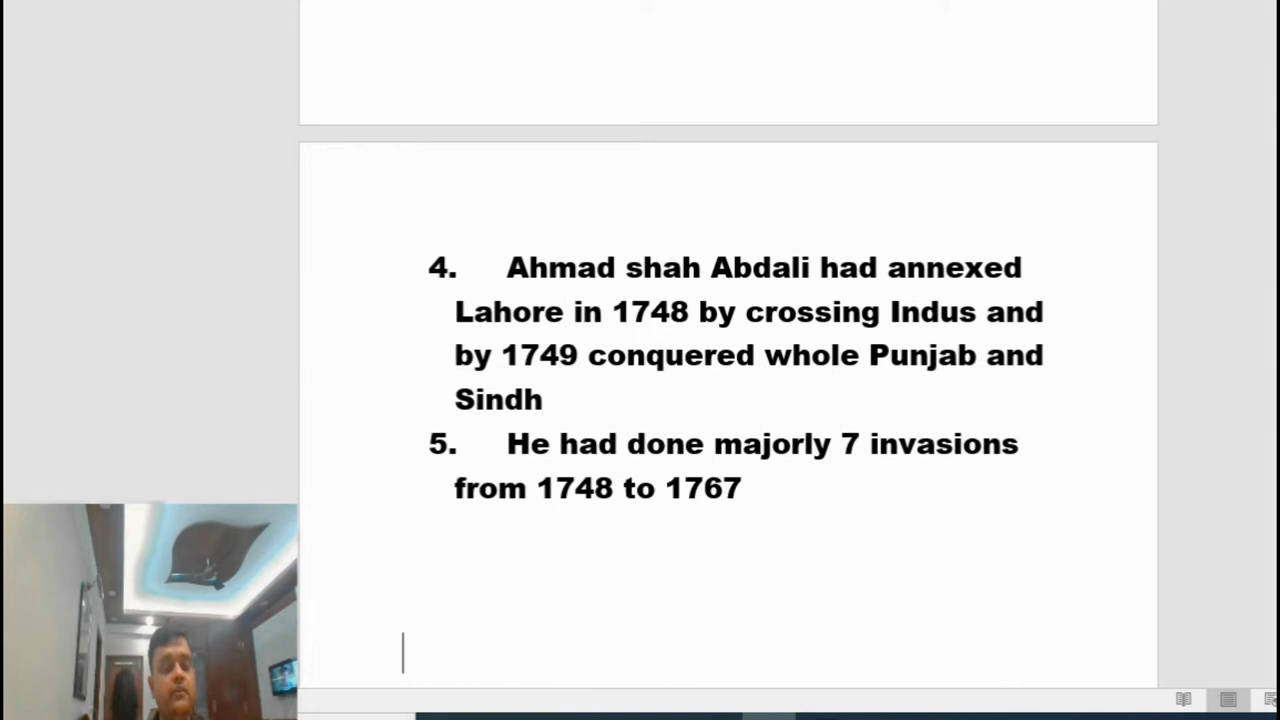 4. Ahmad shah Abdali had annexed
Lahore in 1748 by crossing Indus and
by 1749 conquered whole Punjab and
Sindh
5. He had done majorly 7 invasions
from 1748 to 1767